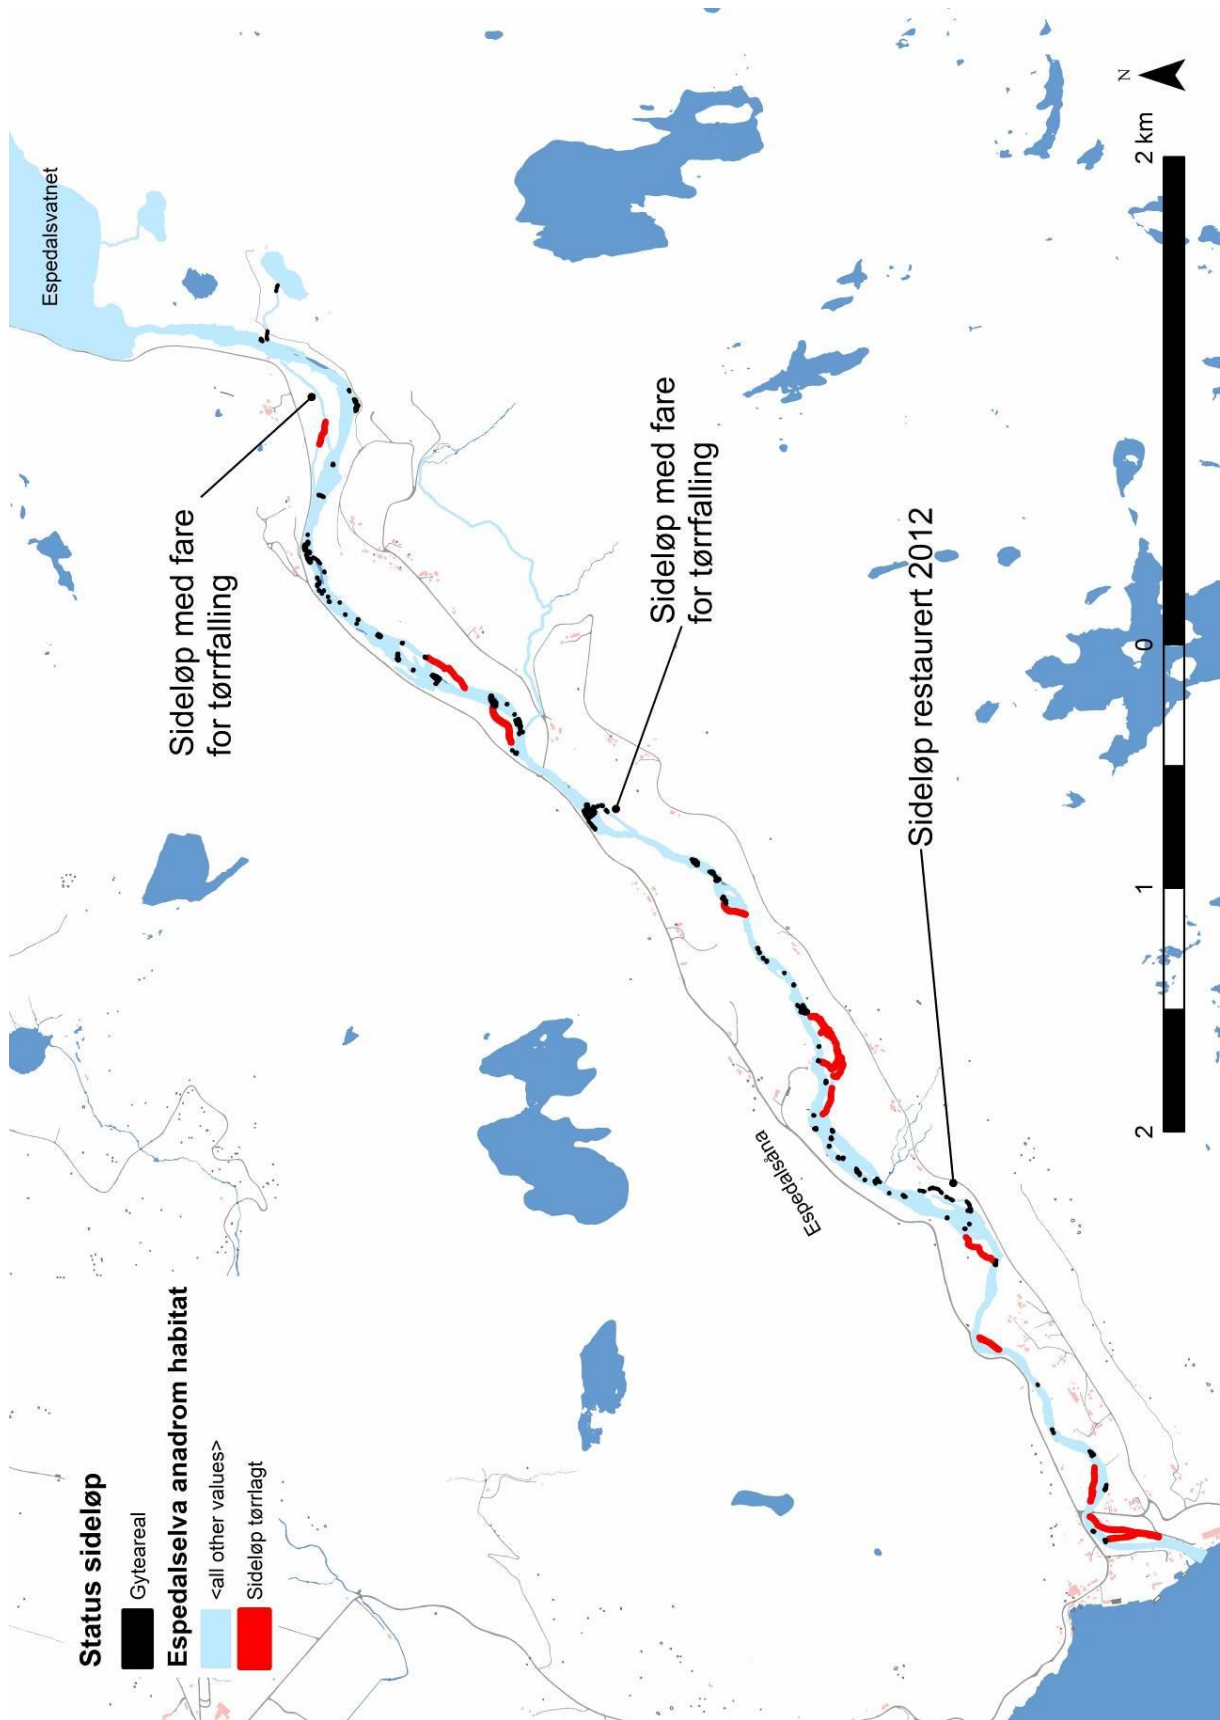 Status sideløp
Gyteareal
Espedalselva anadrom habitat
<all other values>
Sideløp tørrlagt
Espedalsvatnet
Sideløp med fare
for tørrfalling
Sideløp med fare
for tørrfalling
Espedalsåna
Sideløp restaurert 2012
N
2 1 0 2 km